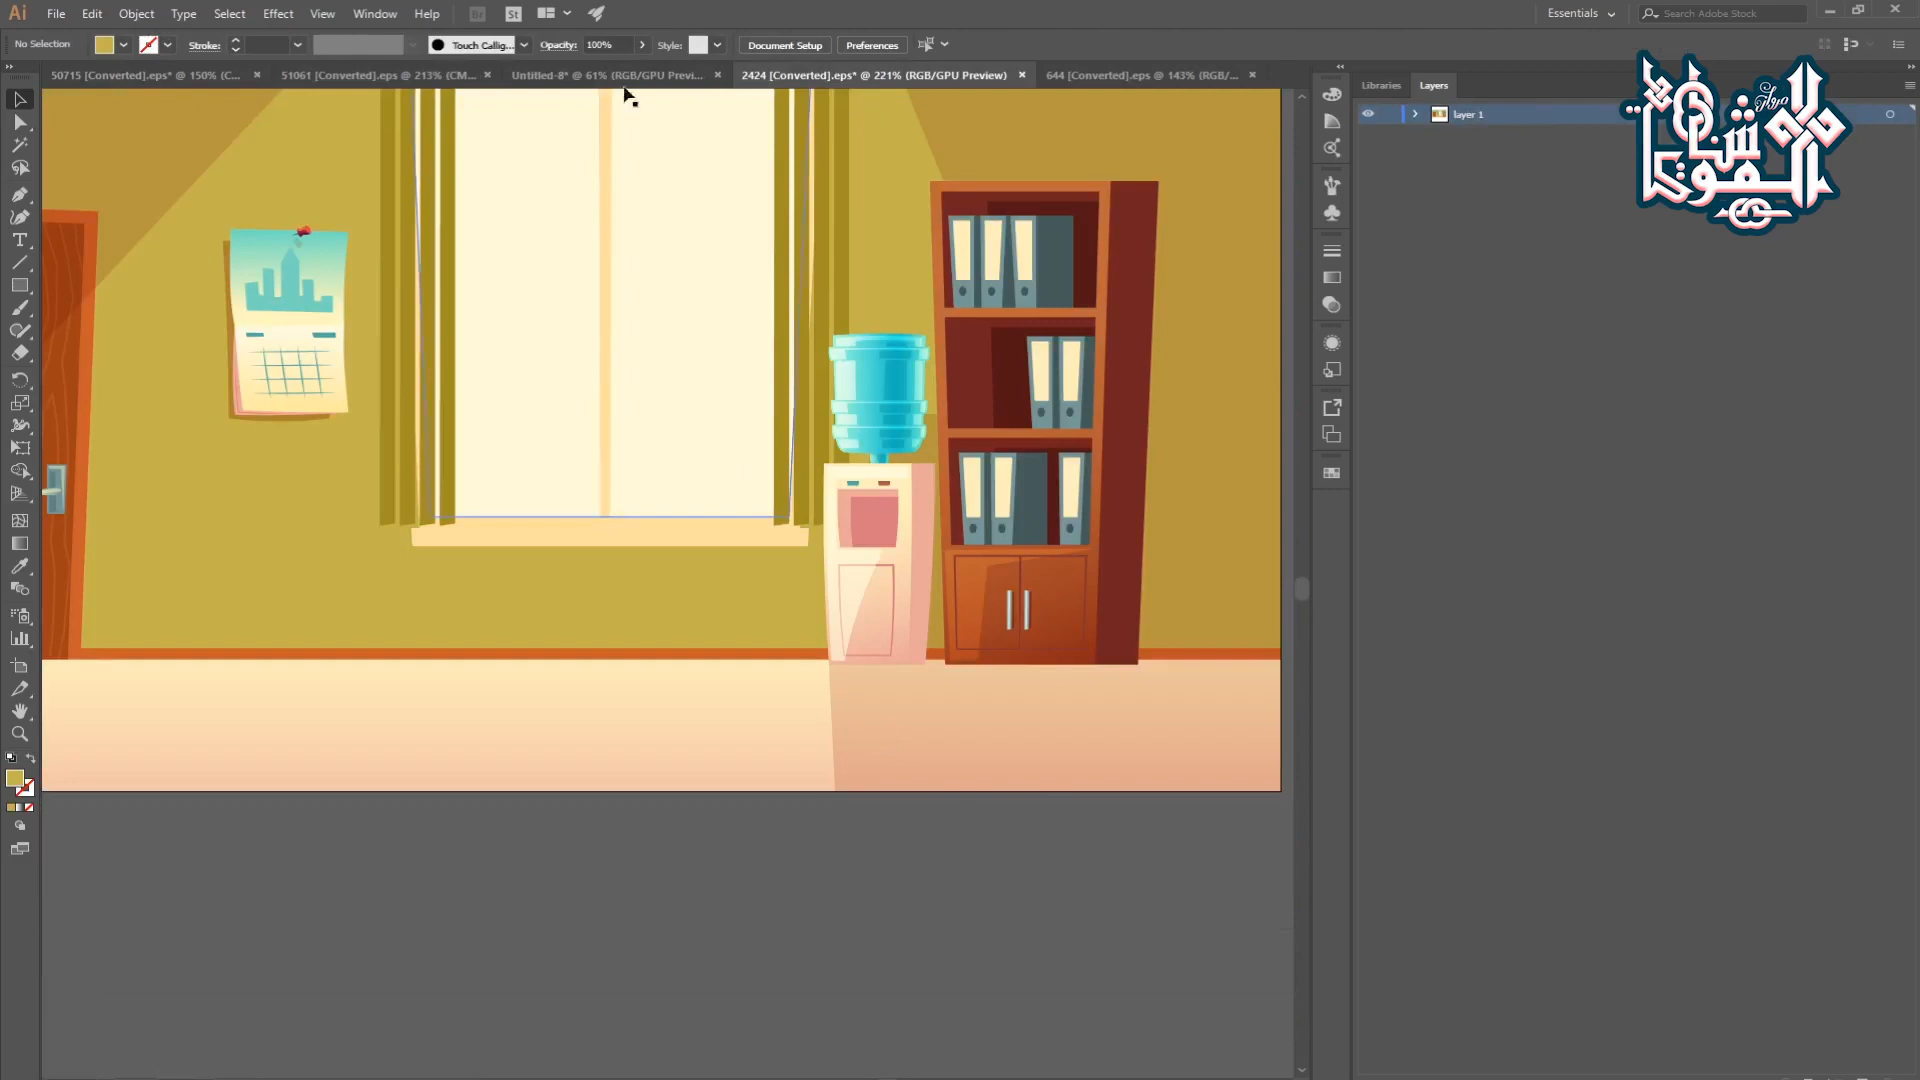 Ai File Edit Object Type Select Effect View Window Help Br St Essentials Search Adobe Stock
No Selection Stroke: Touch Callig... Opacity: 100% Style: Document Setup Preferences
50715 [Converted].eps* @ 150% (C... 51061 [Converted].eps @ 213% (CM... Untitled-8* @ 61% (RGB/GPU Previ... 2424 [Converted].eps* @ 221% (RGB/GPU Preview) 644 [Converted].eps @ 143% (RGB/...
Libraries Layers
layer 1